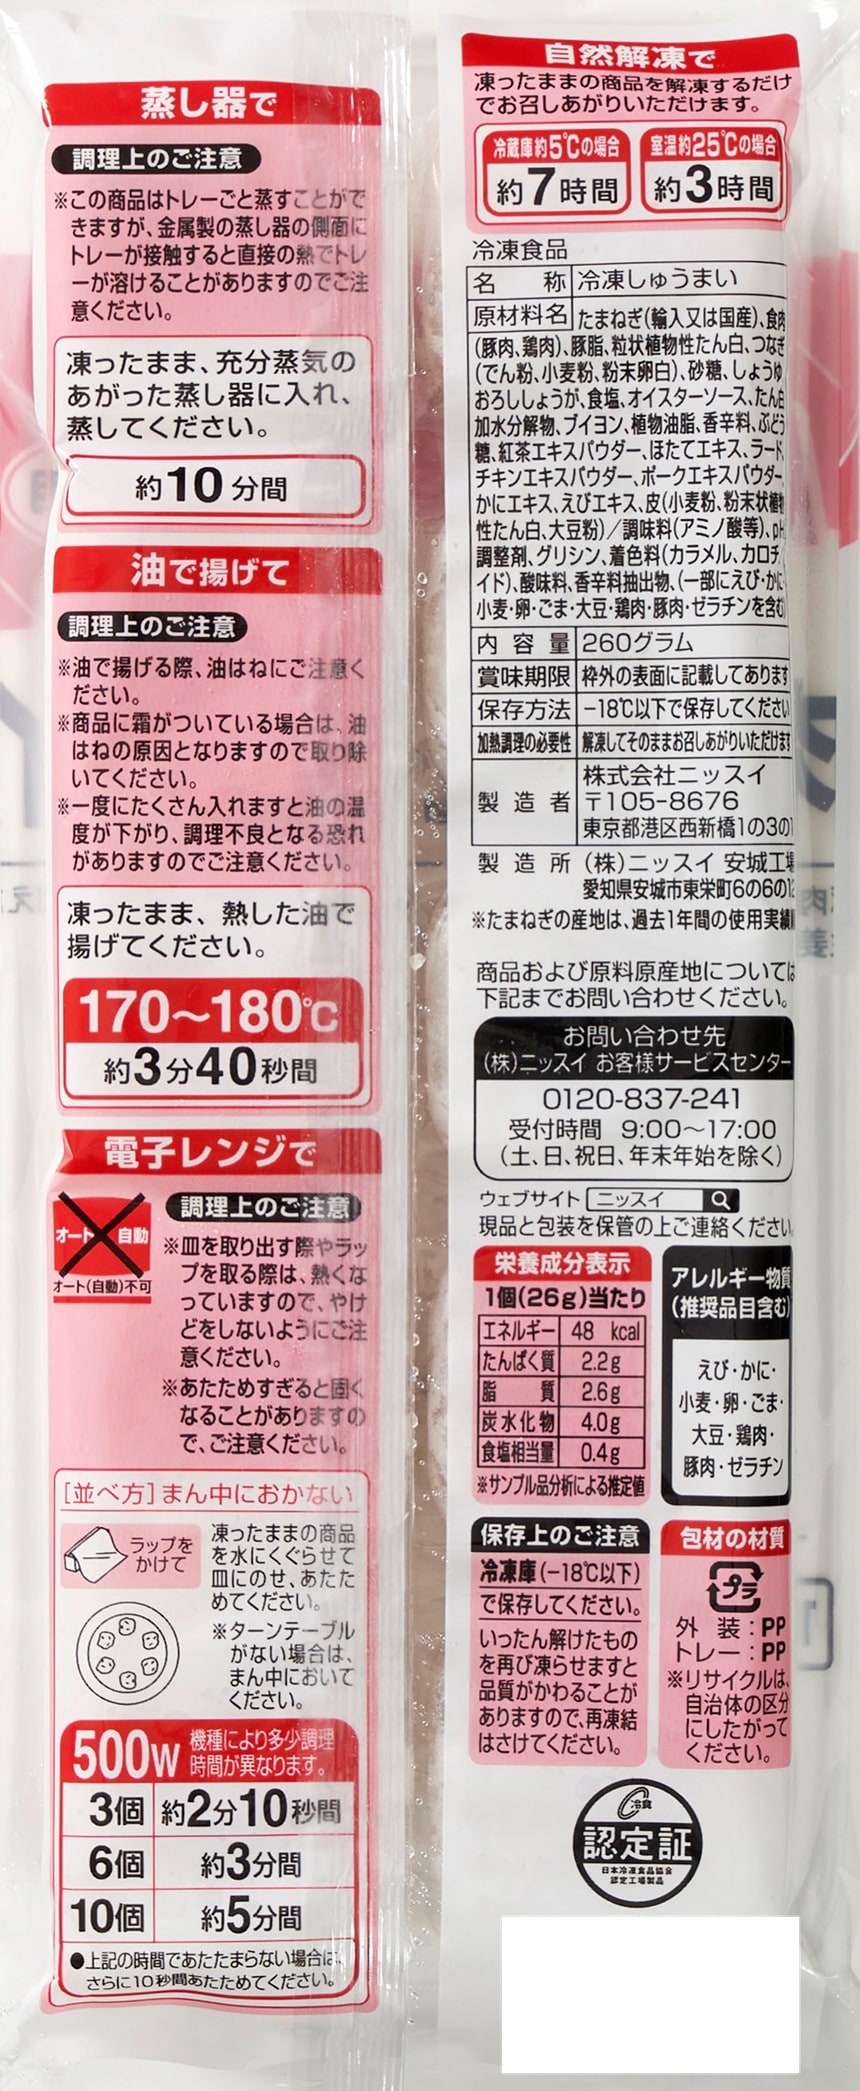 蒸し器で
調理上のご注意
※この商品はトレーごと蒸すことがで
きますが、金属製の蒸し器の側面に
トレーが接触すると直接の熱でトレ
ーが溶けることがありますのでご注
意ください。
凍ったまま、充分蒸気の
あがった蒸し器に入れ、
蒸してください。
約10分間
油で揚げて
調理上のご注意
※油で揚げる際、油はねにご注意く
ださい。
※商品に霜がついている場合は、油
はねの原因となりますので取り除
いてください。
※一度にたくさん入れますと油の温
度が下がり、調理不良となる恐れ
がありますのでご注意ください。
凍ったまま、熱した油で
揚げてください。
170〜180℃
約3分40秒間
電子レンジで
オート 自動
オート(自動)不可
調理上のご注意
※皿を取り出す際やラッ
プを取る際は、熱くな
っていますので、やけ
どをしないようにご注
意ください。
※あたためすぎると固く
なることがありますの
で、ご注意ください。
[並べ方]まん中におかない
ラップを
かけて
凍ったままの商品
を水にくぐらせて
皿にのせ、あたた
めてください。
※ターンテーブル
がない場合は、
まん中において
ください。
500W 機種により多少調理
時間が異なります。
3個 約2分10秒間
6個 約3分間
10個 約5分間
●上記の時間であたたまらない場合は、
さらに10秒間あたためてください。
自然解凍で
凍ったままの商品を解凍するだけ
でお召しあがりいただけます。
冷蔵庫約5℃の場合 室温約25℃の場合
約7時間 約3時間
冷凍食品
名称 冷凍しゅうまい
原材料名 たまねぎ(輸入又は国産)、食肉
(豚肉、鶏肉)、豚脂、粒状植物性たん白、つなぎ
(でん粉、小麦粉、粉末卵白)、砂糖、しょうゆ、
おろししょうが、食塩、オイスターソース、たん白
加水分解物、ブイヨン、植物油脂、香辛料、ぶどう
糖、紅茶エキスパウダー、ほたてエキス、ラード、
チキンエキスパウダー、ポークエキスパウダー、
かにエキス、えびエキス、皮(小麦粉、粉末状植物
性たん白、大豆粉)/調味料(アミノ酸等)、pH
調整剤、グリシン、着色料(カラメル、カロチノ
イド)、酸味料、香辛料抽出物、(一部にえび・かに・
小麦・卵・ごま・大豆・鶏肉・豚肉・ゼラチンを含む)
内容量 260グラム
賞味期限 枠外の表面に記載してあります
保存方法 −18℃以下で保存してください
加熱調理の必要性 解凍してそのままお召しあがりいただけます
製造者 株式会社ニッスイ
〒105-8676
東京都港区西新橋1の3の1
製造所 (株)ニッスイ 安城工場
愛知県安城市東栄町6の6の12
※たまねぎの産地は、過去1年間の使用実績順
商品および原料原産地については
下記までお問い合わせください。
お問い合わせ先
(株)ニッスイ お客様サービスセンター
0120-837-241
受付時間 9:00〜17:00
(土、日、祝日、年末年始を除く)
ウェブサイト ニッスイ
現品と包装を保管の上ご連絡ください。
栄養成分表示
1個(26g)当たり
エネルギー 48 kcal
たんぱく質 2.2g
脂質 2.6g
炭水化物 4.0g
食塩相当量 0.4g
※サンプル品分析による推定値
アレルギー物質
(推奨品目含む)
えび・かに・
小麦・卵・ごま・
大豆・鶏肉・
豚肉・ゼラチン
保存上のご注意
冷凍庫(−18℃以下)
で保存してください。
いったん解けたもの
を再び凍らせますと
品質がかわることが
ありますので、再凍結
はさけてください。
包材の材質
プラ
外装:PP
トレー:PP
※リサイクルは、
自治体の区分
にしたがって
ください。
冷食
認定証
日本冷凍食品協会
認定工場製品